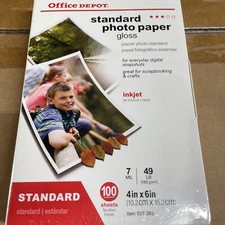 Office DEPOT
standard
photo paper
gloss
papier photo standard
papel fotográfico estándar
for everyday digital
snapshots
great for scrapbooking
& crafts
inkjet
7
MIL
49
LB
STANDARD
standard | estándar
100
sheets
4in x 6in